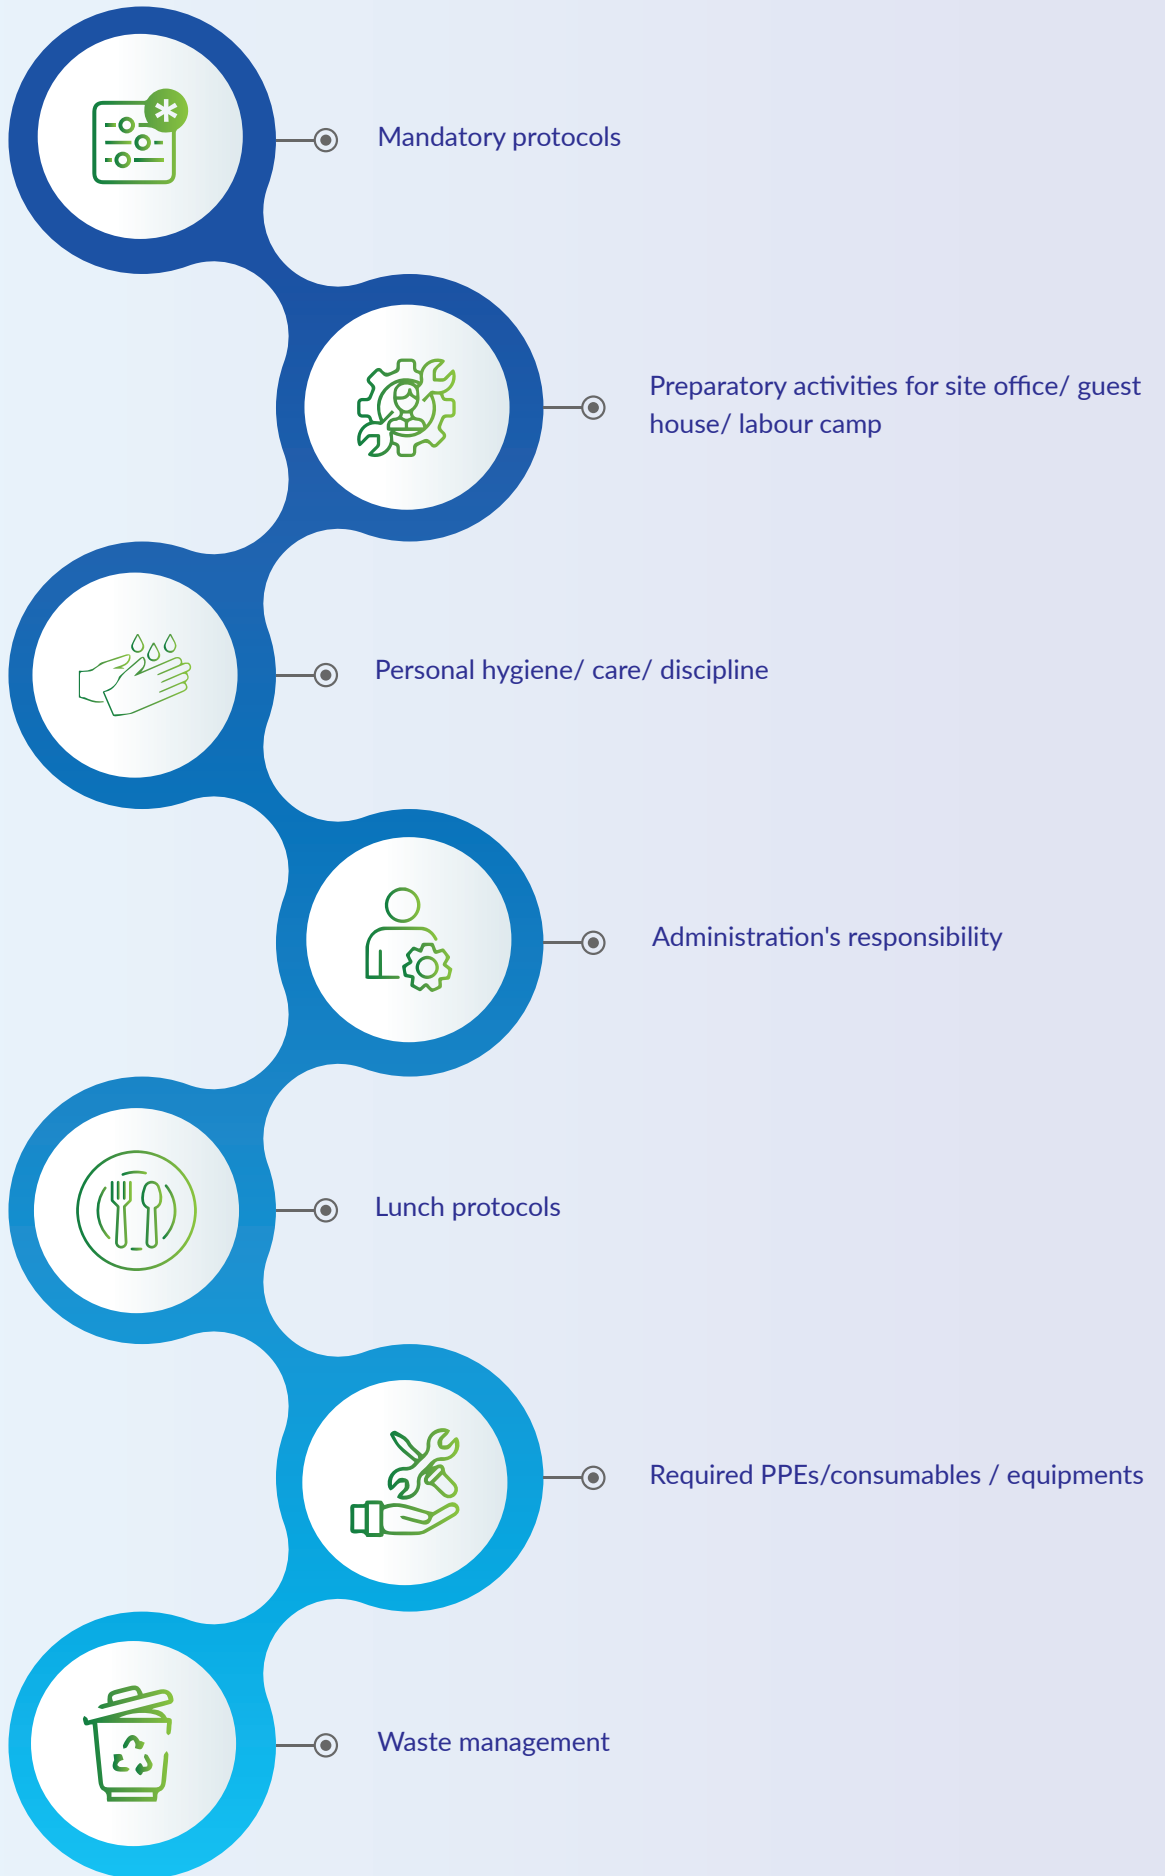 Mandatory protocols
Preparatory activities for site office/ guest
house/ labour camp
Personal hygiene/ care/ discipline
Administration's responsibility
Lunch protocols
Required PPEs/consumables / equipments
Waste management